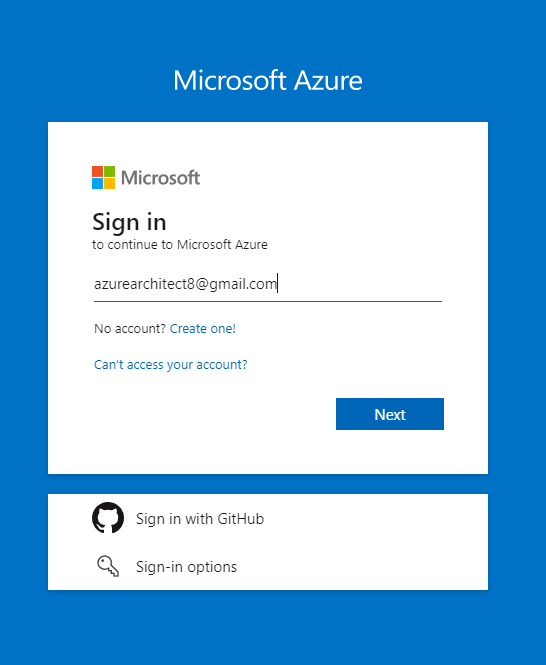 Microsoft Azure
Microsoft
Sign in
to continue to Microsoft Azure
azurearchitect8@gmail.com
No account? Create one!
Can't access your account?
Next
Sign in with GitHub
Sign-in options